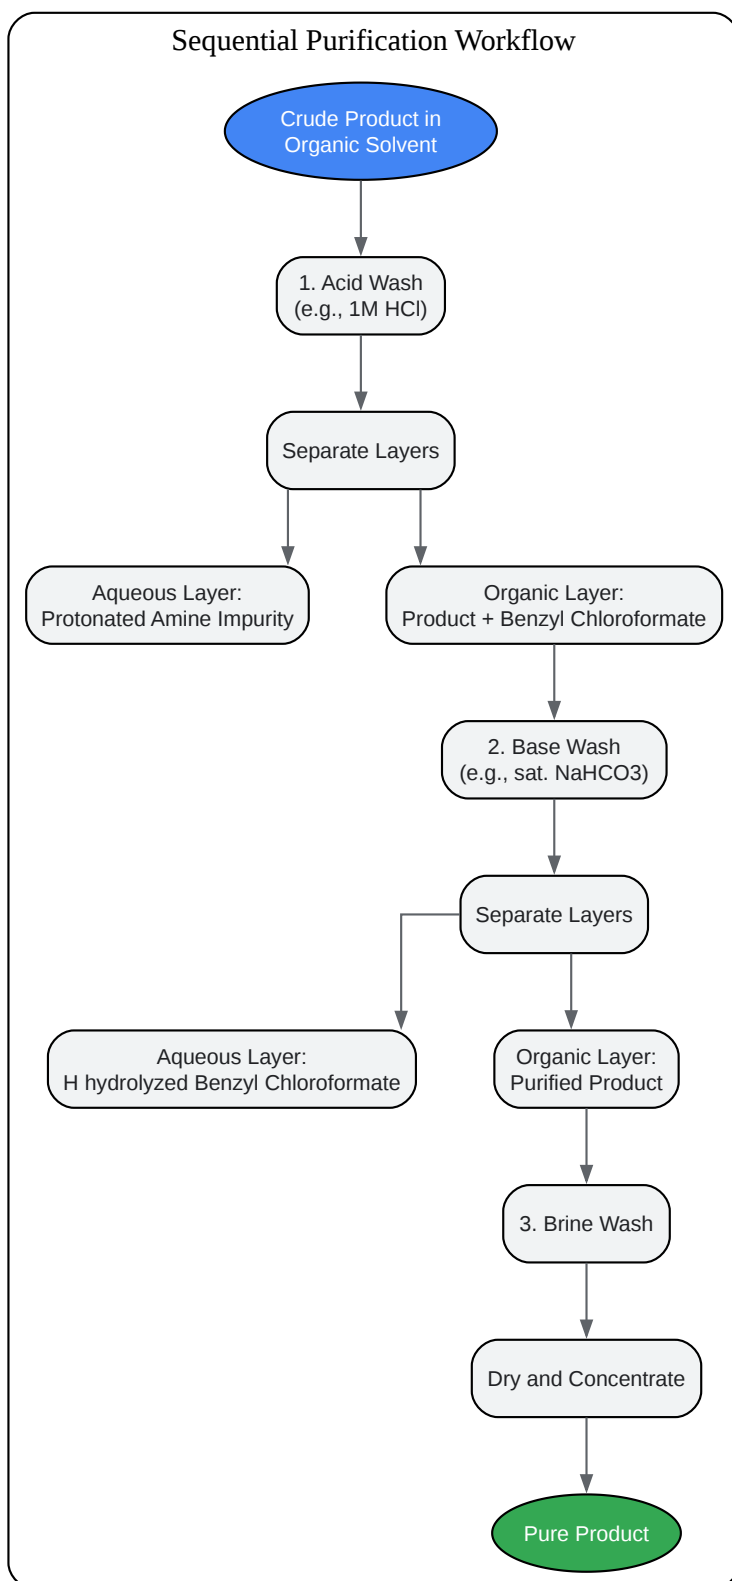 Sequential Purification Workflow
Crude Product in
Organic Solvent
1. Acid Wash
(e.g., 1M HCl)
Separate Layers
Aqueous Layer:
Protonated Amine Impurity
Organic Layer:
Product + Benzyl Chloroformate
2. Base Wash
(e.g., sat. NaHCO3)
Separate Layers
Aqueous Layer:
H hydrolyzed Benzyl Chloroformate
Organic Layer:
Purified Product
3. Brine Wash
Dry and Concentrate
Pure Product